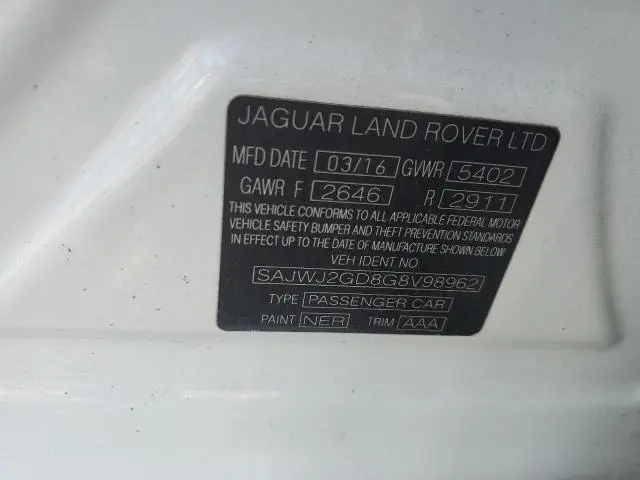 JAGUAR LAND ROVER LTD
MFD DATE 03/16 GVWR 5402
GAWR F 2646 R 2911
THIS VEHICLE CONFORMS TO ALL APPLICABLE FEDERAL MOTOR
VEHICLE SAFETY BUMPER AND THEFT PREVENTION STANDARDS
IN EFFECT UP TO THE DATE OF MANUFACTURE SHOWN BELOW
VEH IDENT NO
SAJWJ2GD8G8V98962
TYPE PASSENGER CAR
PAINT NER TRIM AAA